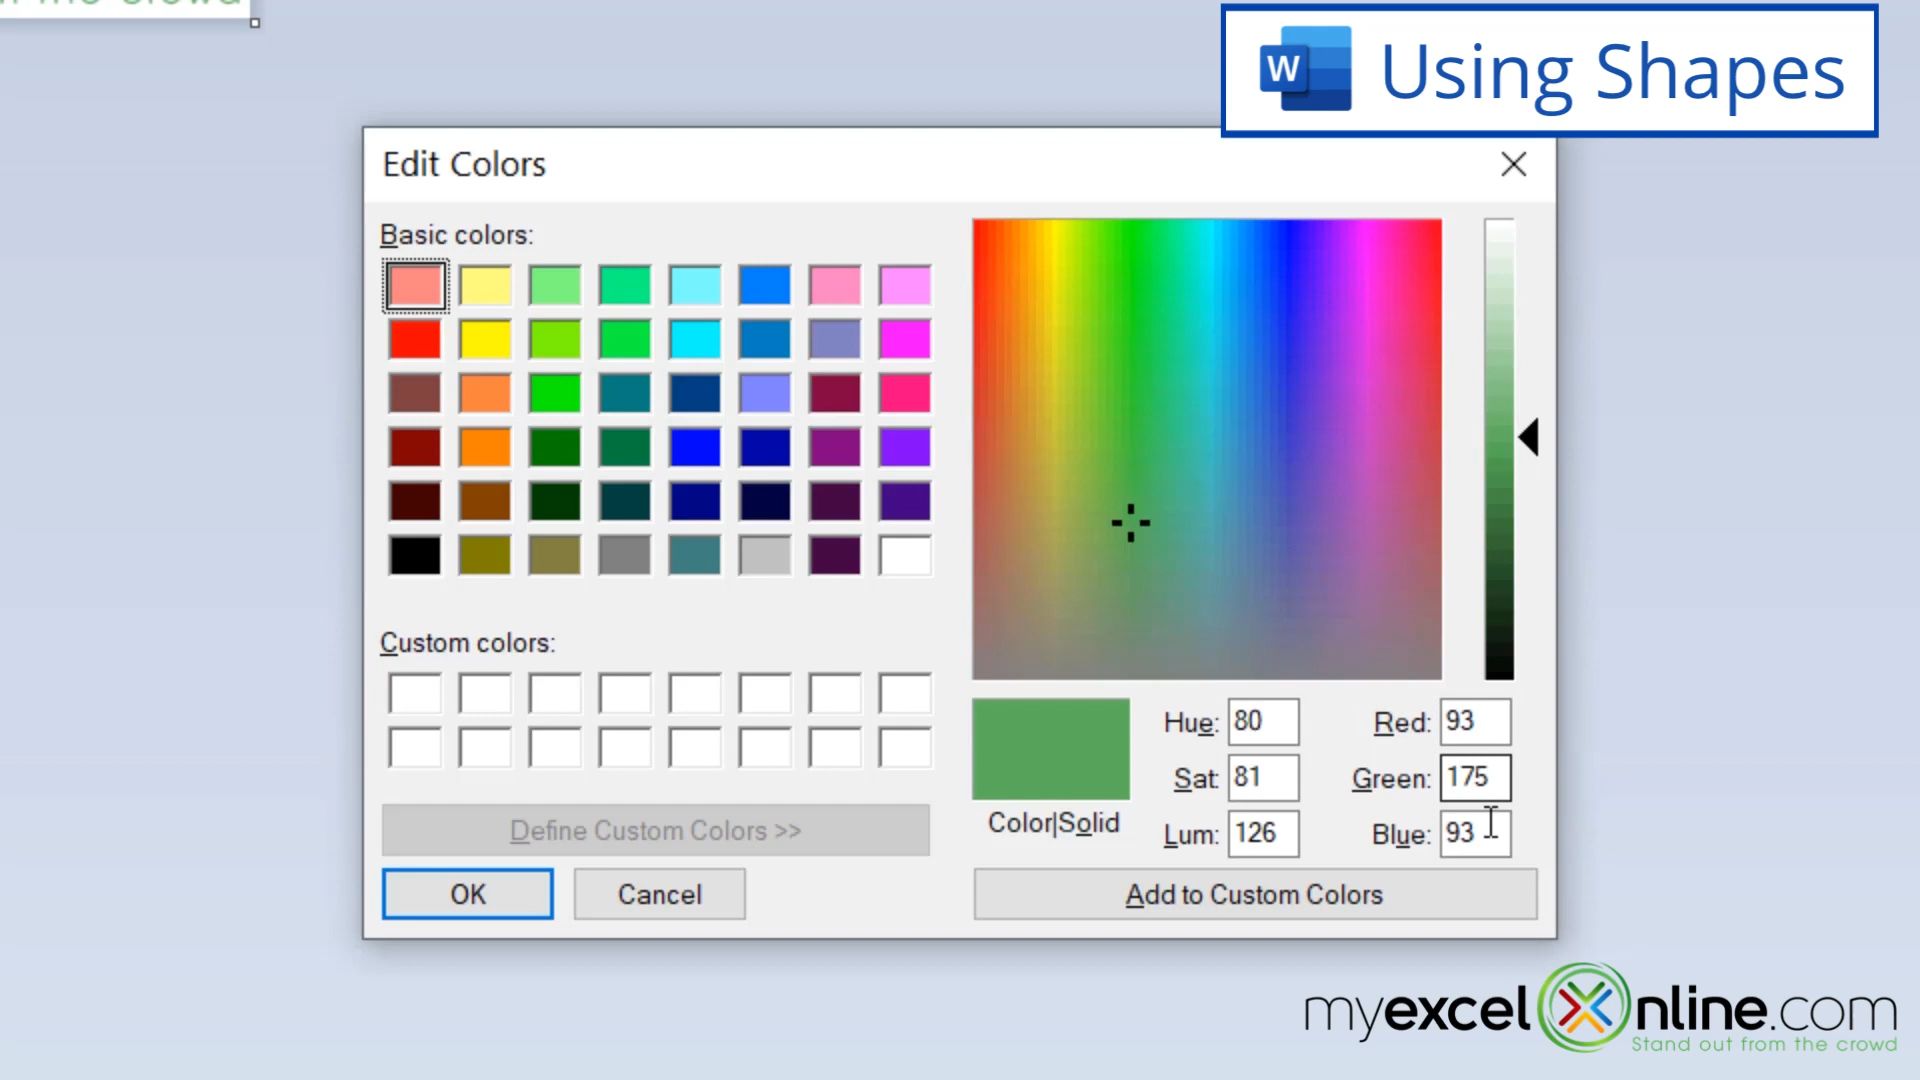 W Using Shapes
Edit Colors
Basic colors:
Custom colors:
Define Custom Colors >>
OK Cancel
Color|Solid
Hue: 80 Red: 93
Sat: 81 Green: 175
Lum: 126 Blue: 93
Add to Custom Colors
myexcelOnline.com
Stand out from the crowd